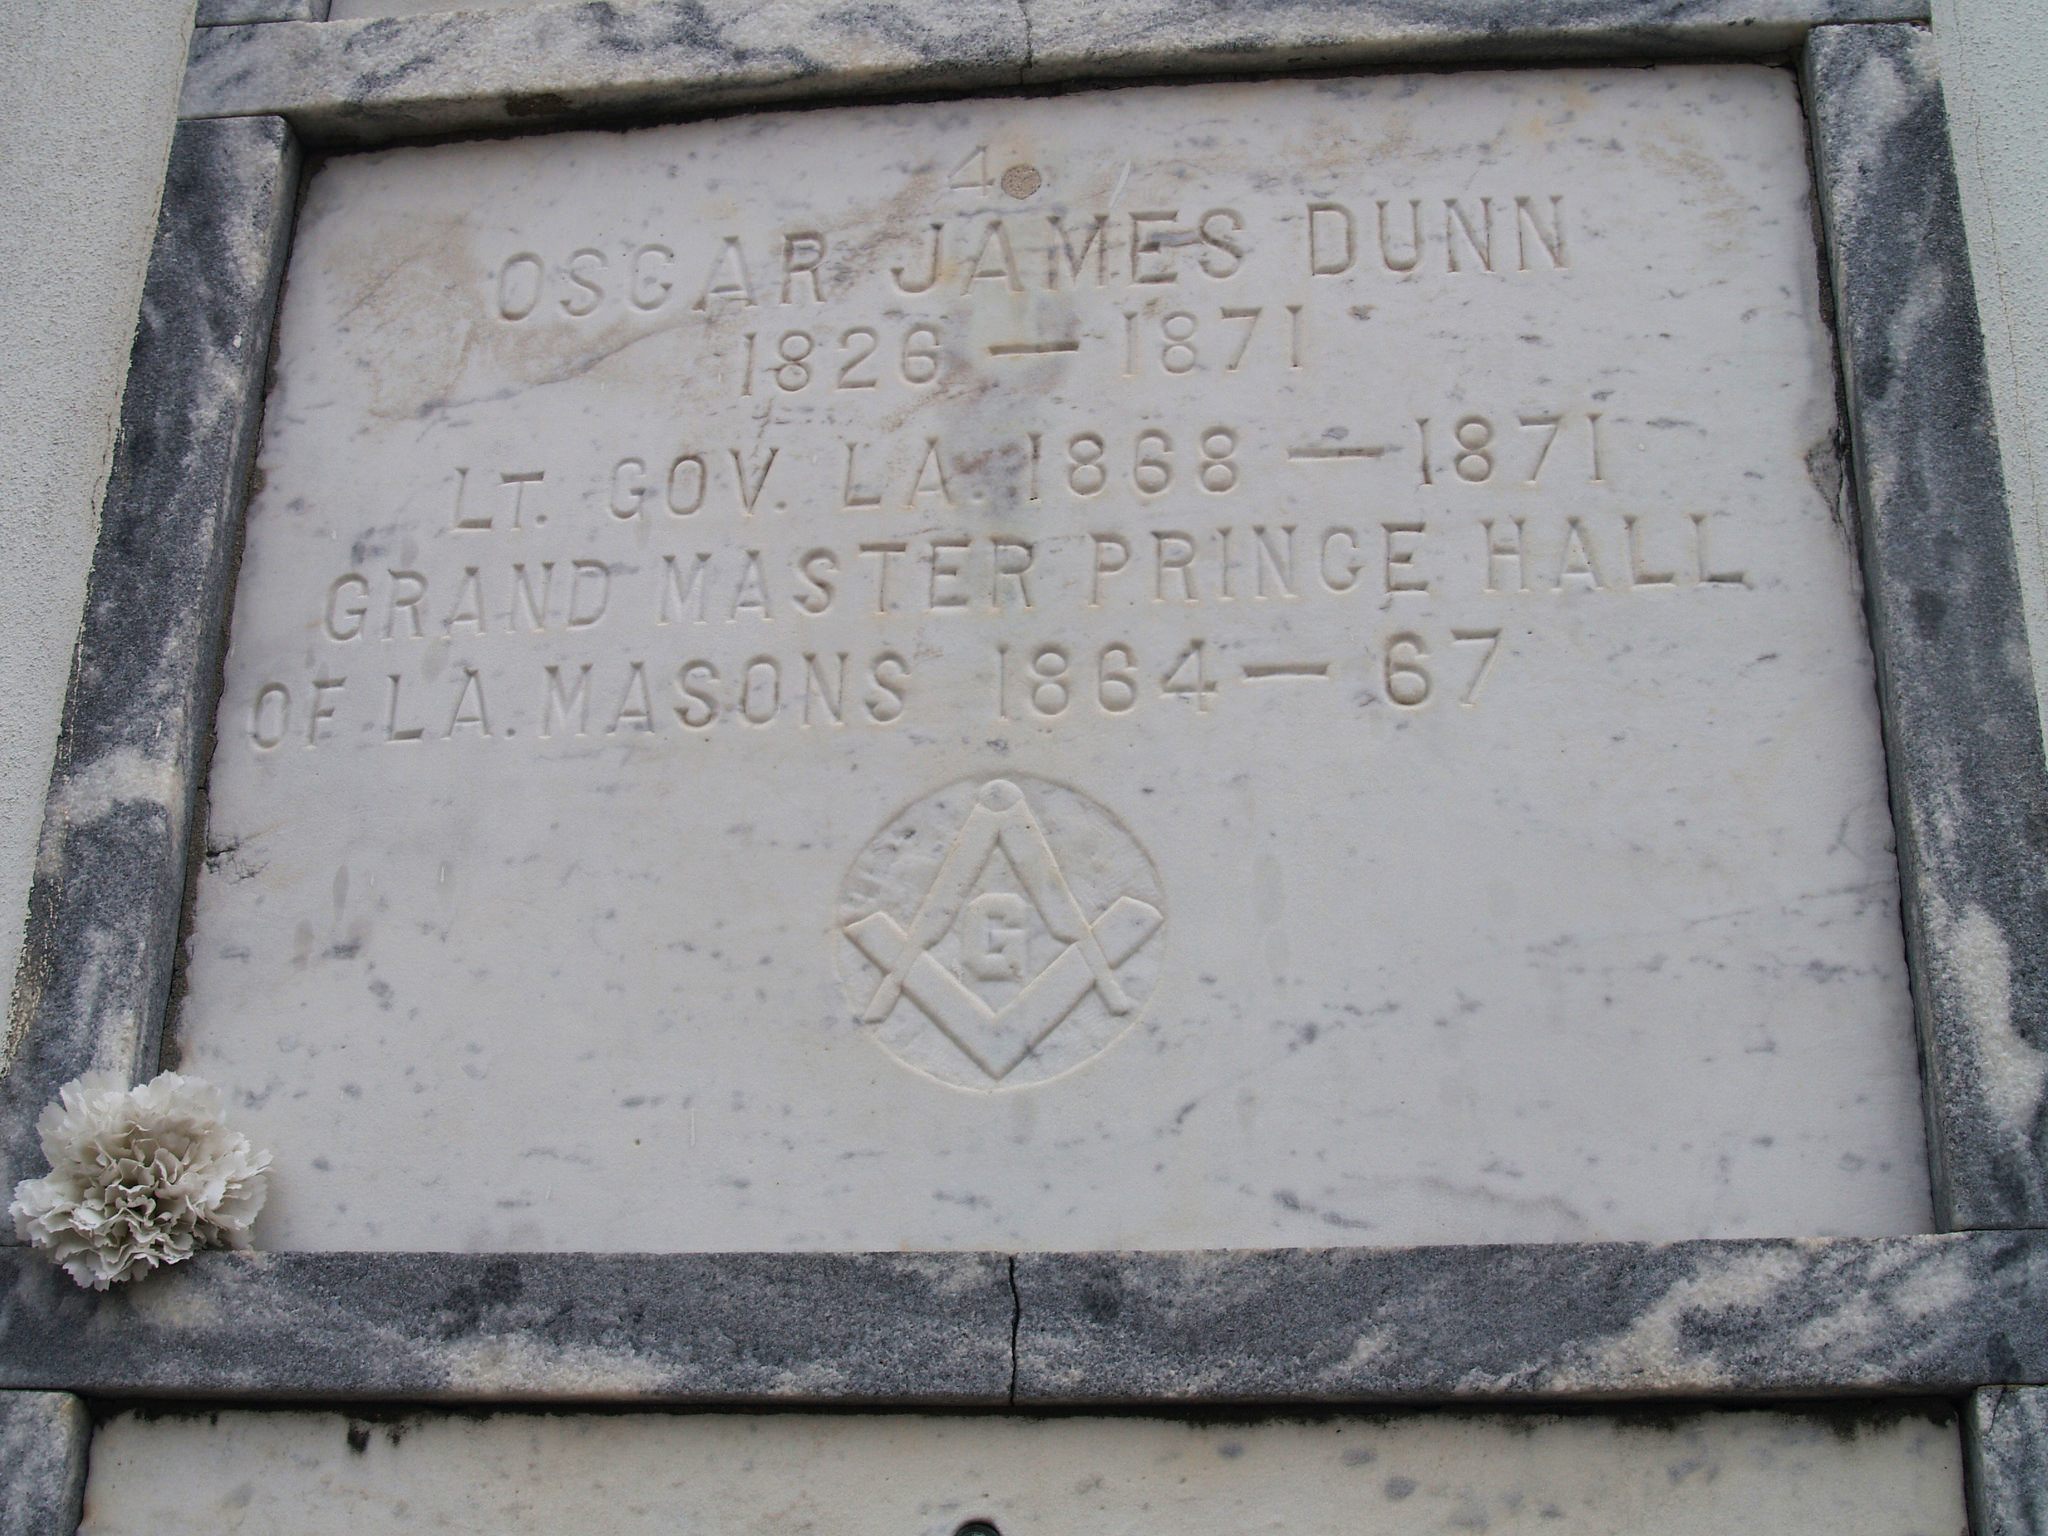 4
OSCAR JAMES DUNN
1826 — 1871
LT. GOV. LA. 1868 — 1871
GRAND MASTER PRINCE HALL
OF LA. MASONS 1864 — 67
G